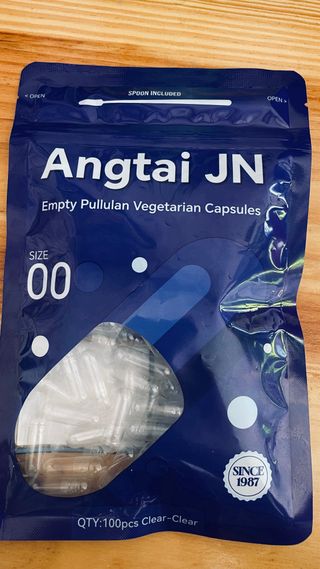 SPOON INCLUDED
< OPEN
OPEN >
Angtai JN
Empty Pullulan Vegetarian Capsules
SIZE
00
SINCE
1987
QTY:100pcs Clear-Clear